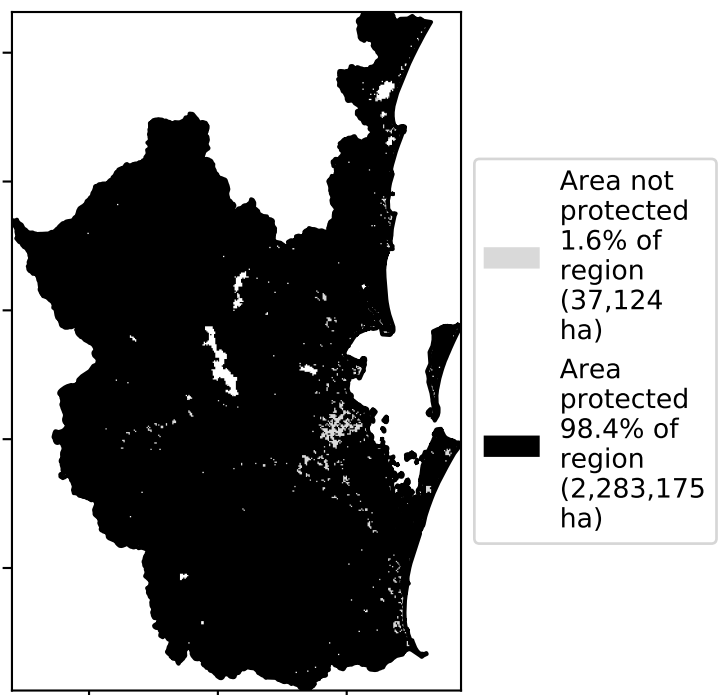 Area not
protected
1.6% of
region
(37,124
ha)
Area
protected
98.4% of
region
(2,283,175
ha)